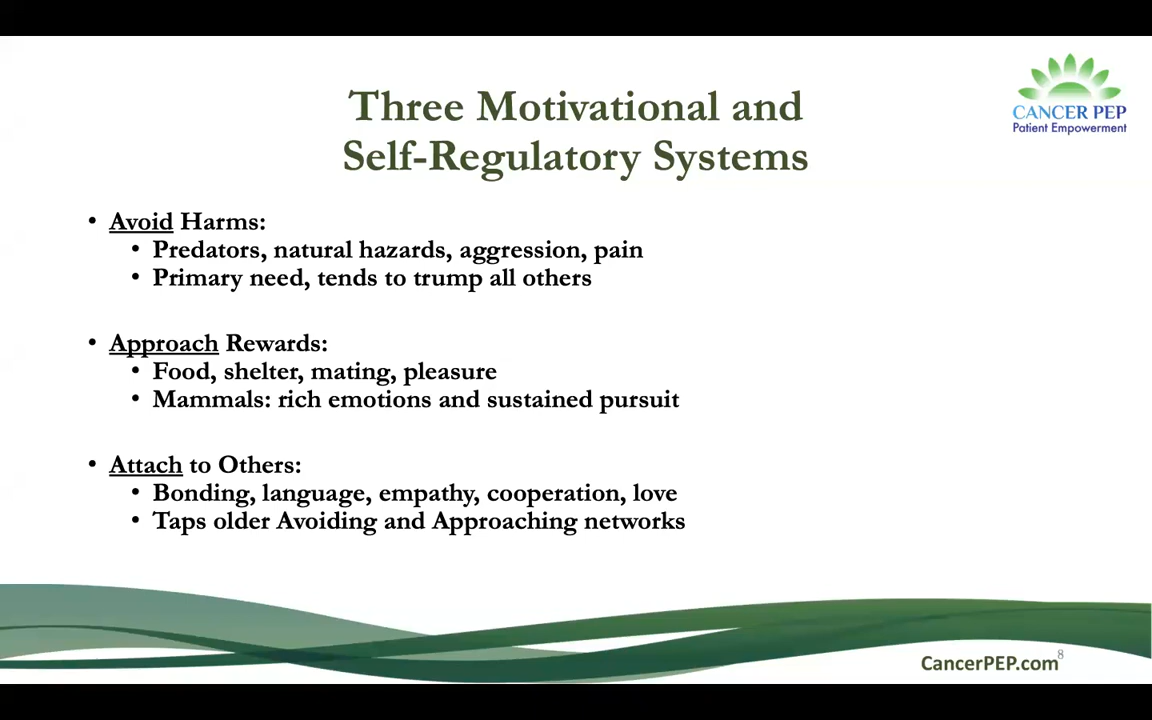 CANCER PEP
Patient Empowerment
Three Motivational and
Self-Regulatory Systems
• Avoid Harms:
• Predators, natural hazards, aggression, pain
• Primary need, tends to trump all others
• Approach Rewards:
• Food, shelter, mating, pleasure
• Mammals: rich emotions and sustained pursuit
• Attach to Others:
• Bonding, language, empathy, cooperation, love
• Taps older Avoiding and Approaching networks
CancerPEP.com
8